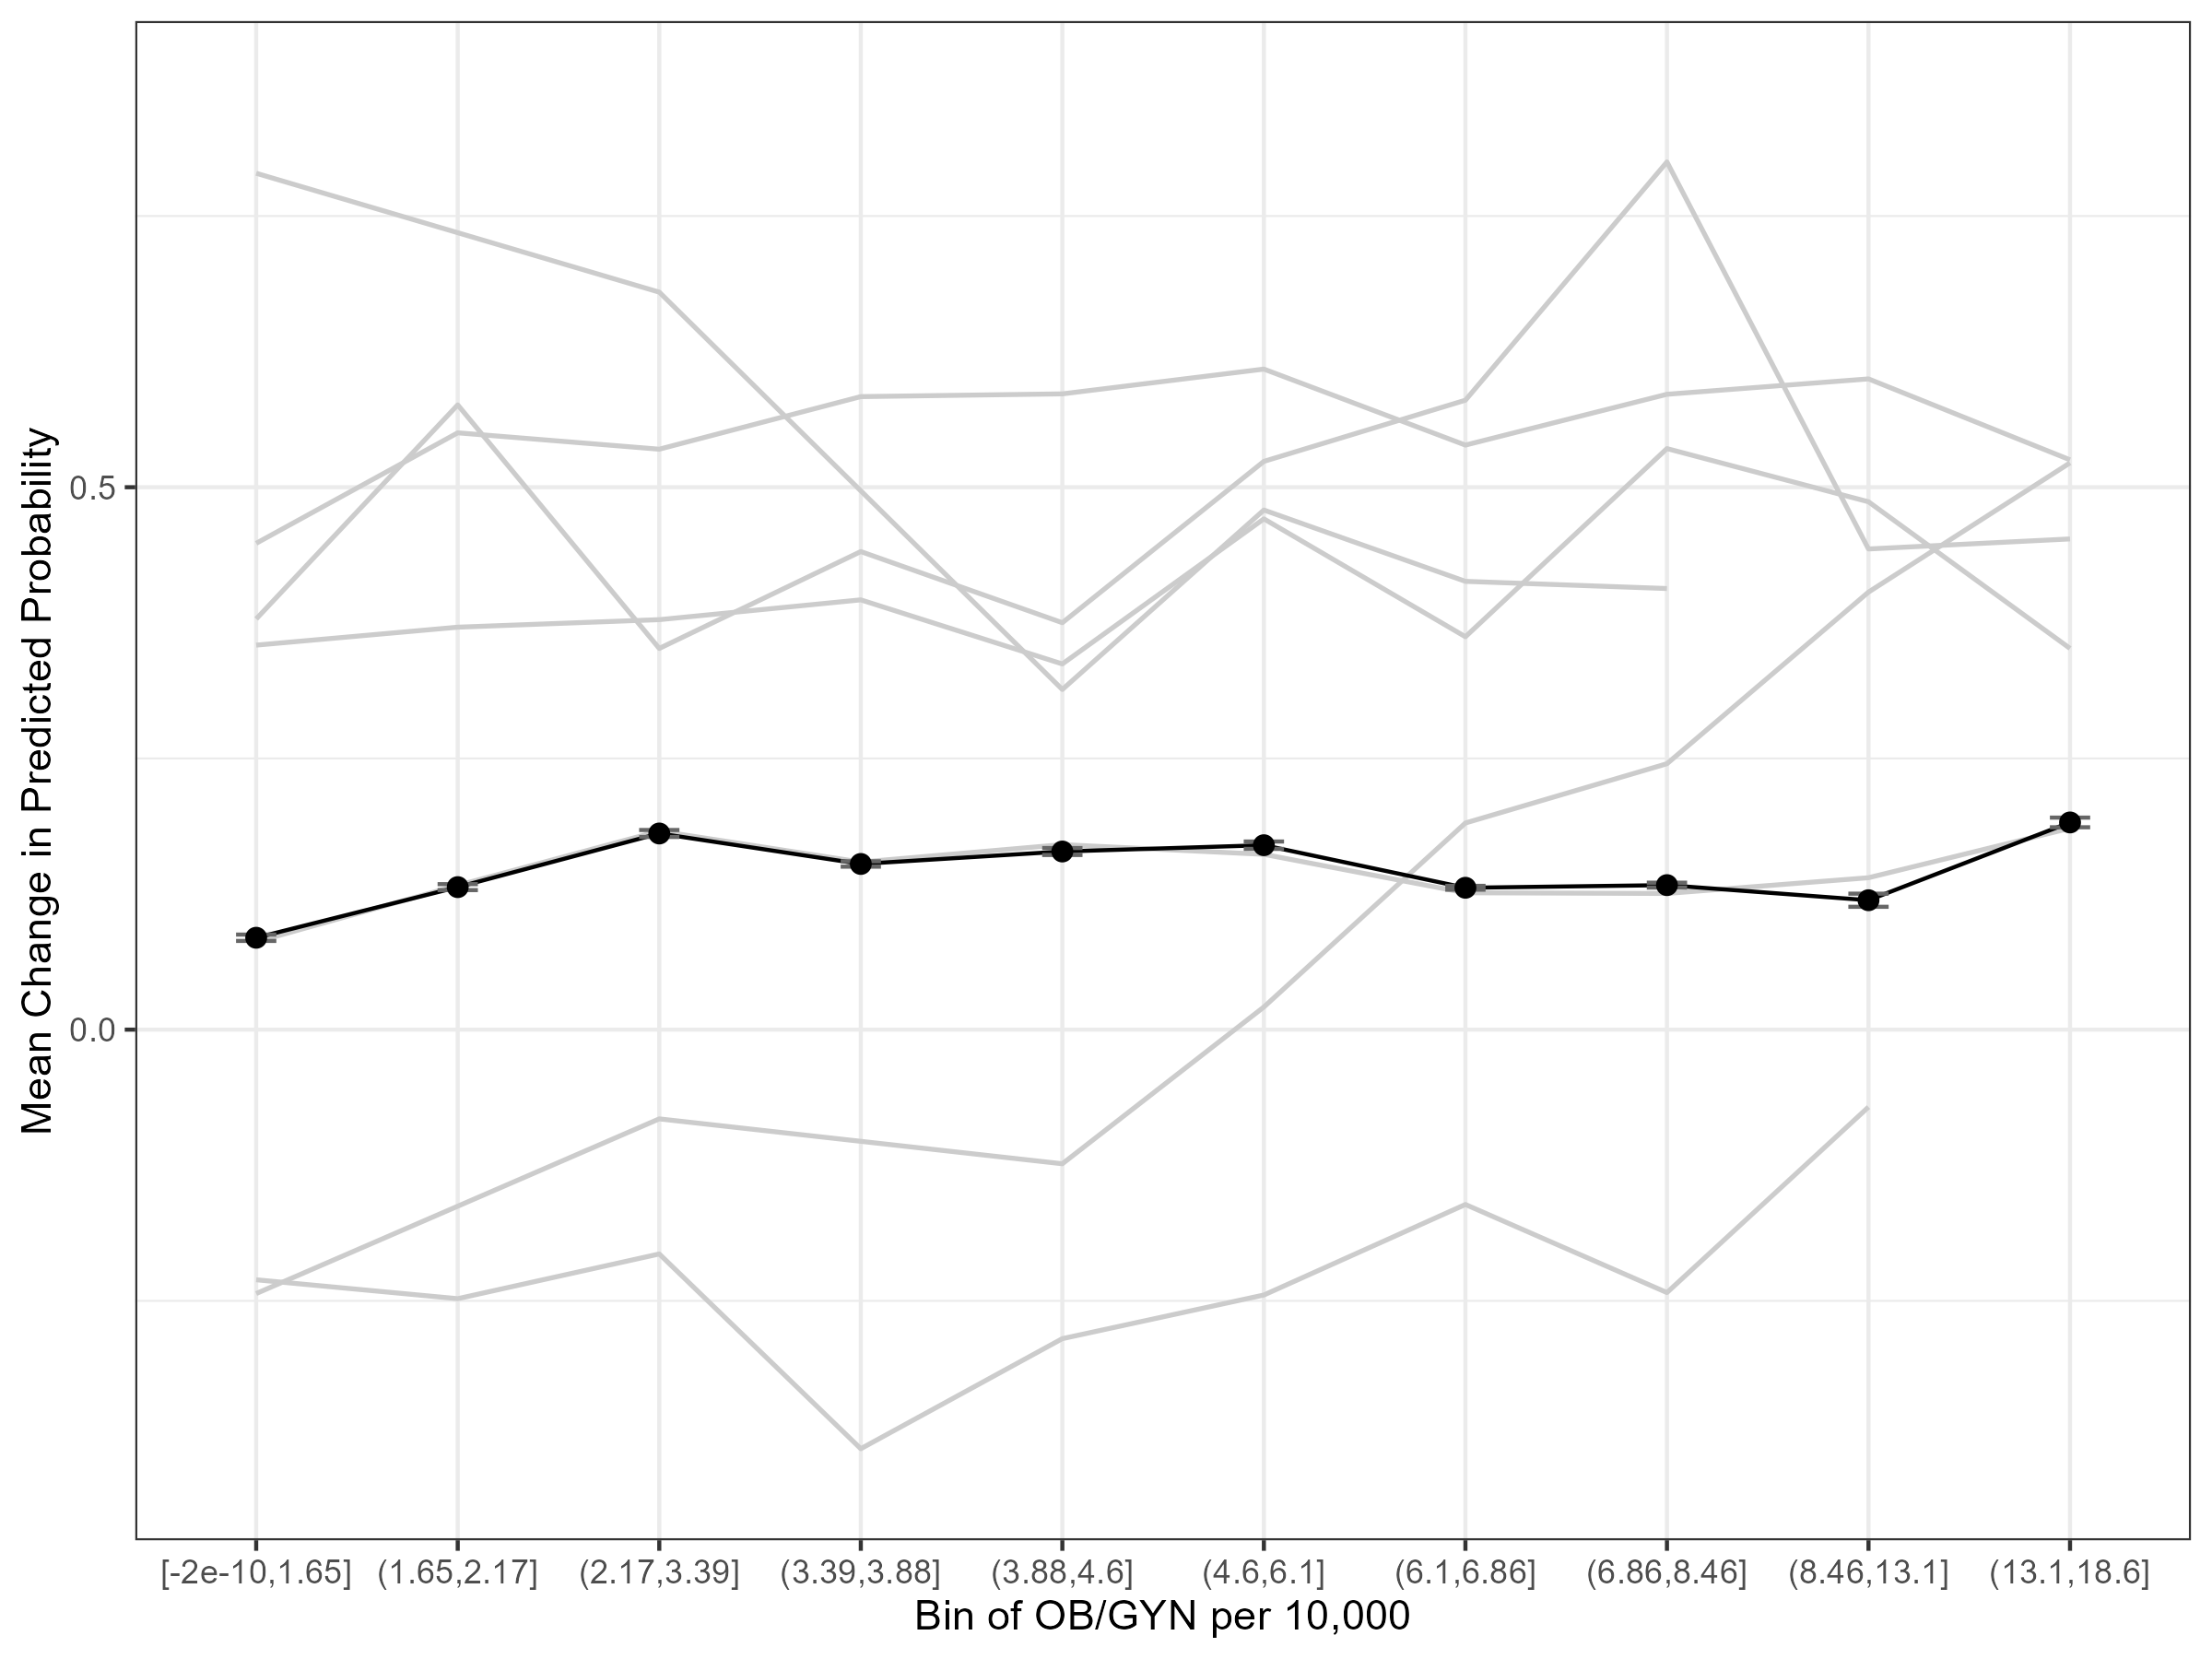 Mean Change in Predicted Probability
0.5
0.0
[-2e-10,1.65] (1.65,2.17] (2.17,3.39] (3.39,3.88] (3.88,4.6] (4.6,6.1] (6.1,6.86] (6.86,8.46] (8.46,13.1] (13.1,18.6]
Bin of OB/GYN per 10,000